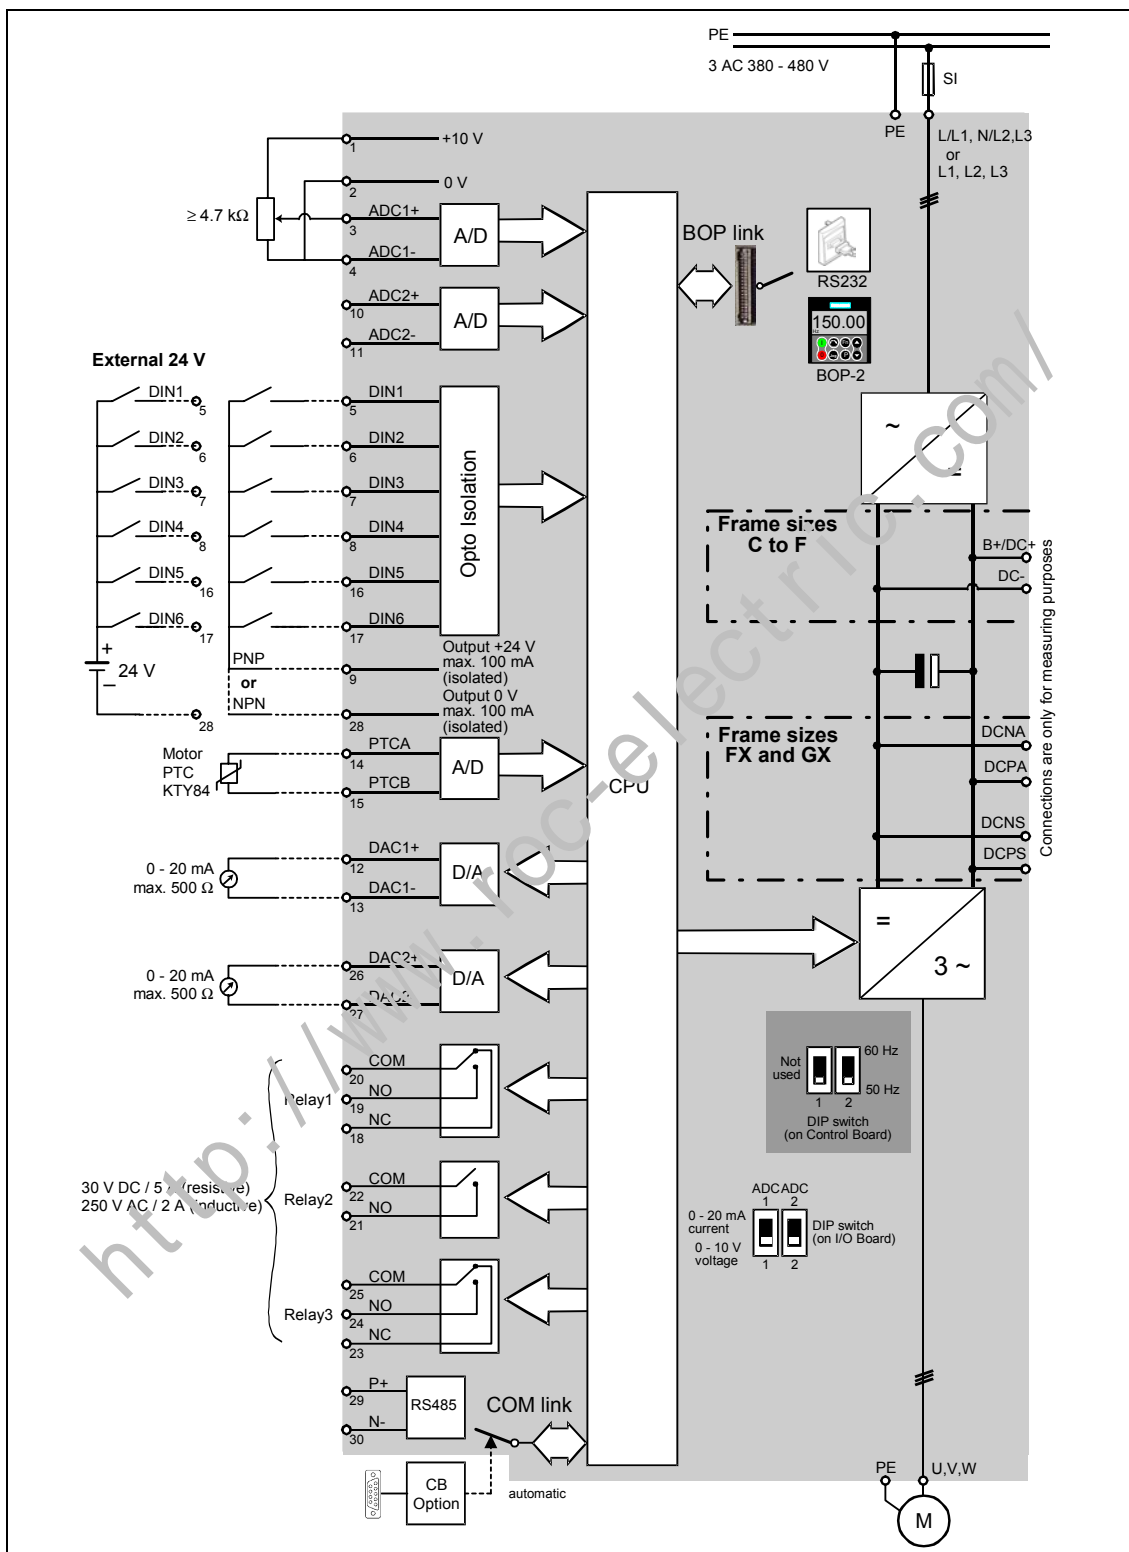 PE
3 AC 380 - 480 V
SI
PE
L/L1, N/L2,L3
or
L1, L2, L3
1 +10 V
2 0 V
≥ 4.7 kΩ
3 ADC1+
4 ADC1-
A/D
10 ADC2+
11 ADC2-
A/D
BOP link
RS232
150.00
Hz
BOP-2
External 24 V
DIN1 5
DIN2 6
DIN3 7
DIN4 8
DIN5 16
DIN6 17
+
24 V
–
28
DIN1 5
DIN2 6
DIN3 7
DIN4 8
DIN5 16
DIN6 17
Opto Isolation
PNP
or
NPN
9
Output +24 V
max. 100 mA
(isolated)
28
Output 0 V
max. 100 mA
(isolated)
Motor
PTC
KTY84
14 PTCA
15 PTCB
A/D
CPU
0 - 20 mA
max. 500 Ω
12 DAC1+
13 DAC1-
D/A
0 - 20 mA
max. 500 Ω
26 DAC2+
27 DAC2-
D/A
30 V DC / 5 A (resistive)
250 V AC / 2 A (inductive)
Relay1
20 COM
19 NO
18 NC
Relay2
22 COM
21 NO
Relay3
25 COM
24 NO
23 NC
29 P+
30 N-
RS485
COM link
CB
Option
automatic
~
=
Frame sizes
C to F
B+/DC+
DC-
Frame sizes
FX and GX
DCNA
DCPA
DCNS
DCPS
Connections are only for measuring purposes
=
3 ~
Not
used
60 Hz
50 Hz
1 2
DIP switch
(on Control Board)
ADC ADC
1 2
0 - 20 mA
current
0 - 10 V
voltage
1 2
DIP switch
(on I/O Board)
PE
U,V,W
M
http://www.roc-electric.com/